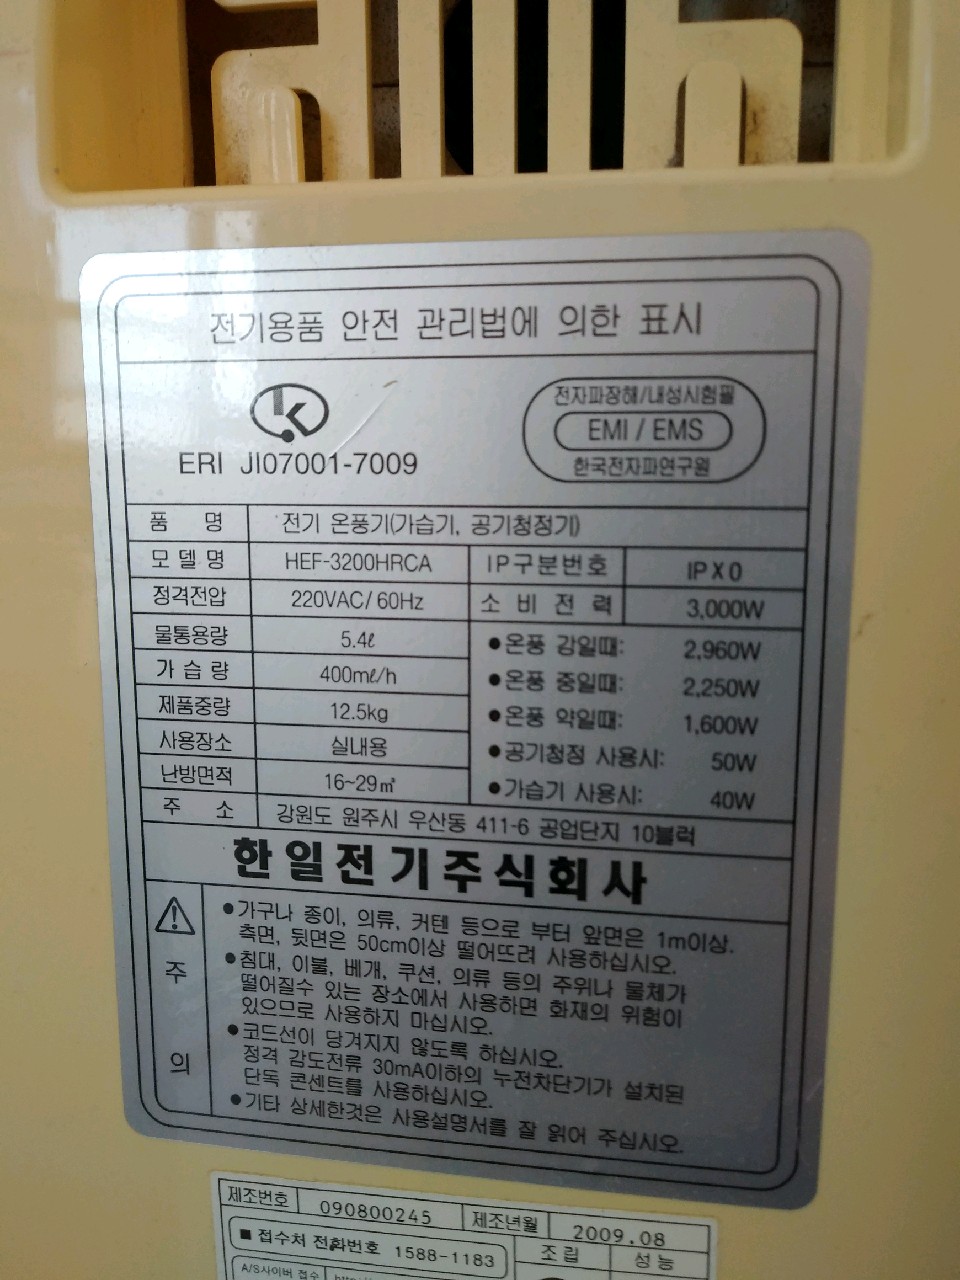 전기용품 안전 관리법에 의한 표시
ERI JI07001-7009
전자파장해/내성시험필
EMI / EMS
한국전자파연구원
품 명 전기 온풍기(가습기, 공기청정기)
모델명 HEF-3200HRCA IP구분번호 IPX0
정격전압 220VAC/60Hz 소비전력 3,000W
물통용량 5.4ℓ ●온풍 강일때: 2,960W
가습량 400mℓ/h ●온풍 중일때: 2,250W
제품중량 12.5kg ●온풍 약일때: 1,600W
사용장소 실내용 ●공기청정 사용시: 50W
난방면적 16~29㎡ ●가습기 사용시: 40W
주 소 강원도 원주시 우산동 411-6 공업단지 10블럭
한일전기주식회사
주의
●가구나 종이, 의류, 커텐 등으로 부터 앞면은 1m이상.
측면, 뒷면은 50cm이상 떨어뜨려 사용하십시오.
●침대, 이불, 베개, 쿠션, 의류 등의 주위나 물체가
떨어질수 있는 장소에서 사용하면 화재의 위험이
있으므로 사용하지 마십시오.
●코드선이 당겨지지 않도록 하십시오.
정격 감도전류 30mA이하의 누전차단기가 설치된
단독 콘센트를 사용하십시오.
●기타 상세한것은 사용설명서를 잘 읽어 주십시오.
제조번호 090800245 제조년월 2009.08
■ 접수처 전화번호 1588-1183 조립 성능
A/S사이버 접수